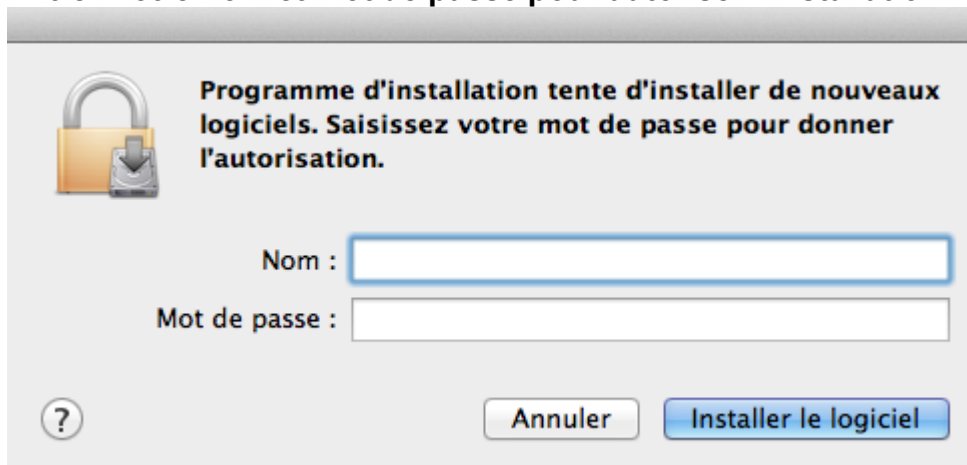 Programme d'installation tente d'installer de nouveaux
logiciels. Saisissez votre mot de passe pour donner
l'autorisation.
Nom :
Mot de passe :
?
Annuler
Installer le logiciel